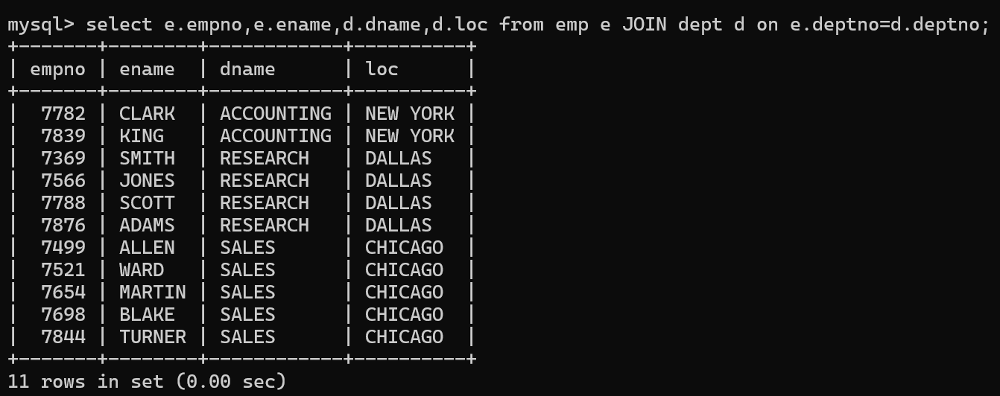 mysql> select e.empno,e.ename,d.dname,d.loc from emp e JOIN dept d on e.deptno=d.deptno;
+-------+--------+------------+----------+
| empno | ename  | dname      | loc      |
+-------+--------+------------+----------+
|  7782 | CLARK  | ACCOUNTING | NEW YORK |
|  7839 | KING   | ACCOUNTING | NEW YORK |
|  7369 | SMITH  | RESEARCH   | DALLAS   |
|  7566 | JONES  | RESEARCH   | DALLAS   |
|  7788 | SCOTT  | RESEARCH   | DALLAS   |
|  7876 | ADAMS  | RESEARCH   | DALLAS   |
|  7499 | ALLEN  | SALES      | CHICAGO  |
|  7521 | WARD   | SALES      | CHICAGO  |
|  7654 | MARTIN | SALES      | CHICAGO  |
|  7698 | BLAKE  | SALES      | CHICAGO  |
|  7844 | TURNER | SALES      | CHICAGO  |
+-------+--------+------------+----------+
11 rows in set (0.00 sec)